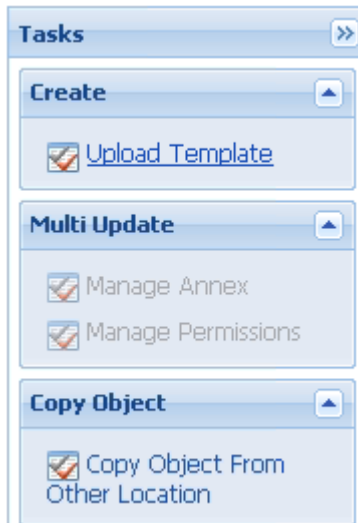 Tasks
Create
Upload Template
Multi Update
Manage Annex
Manage Permissions
Copy Object
Copy Object From
Other Location